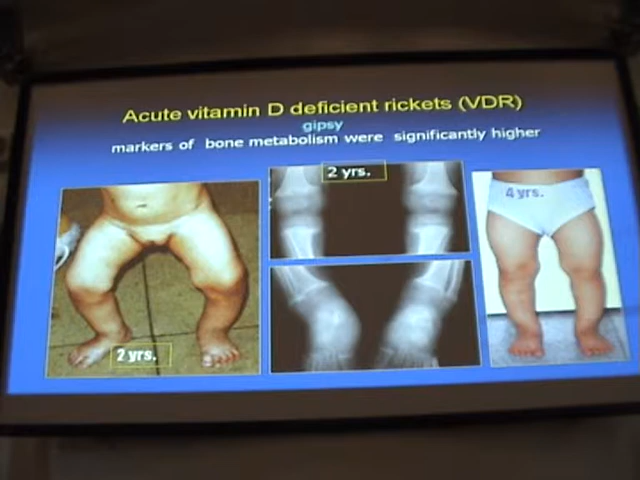 Acute vitamin D deficient rickets (VDR)
gipsy
markers of bone metabolism were significantly higher
2 yrs.
4 yrs.
2 yrs.